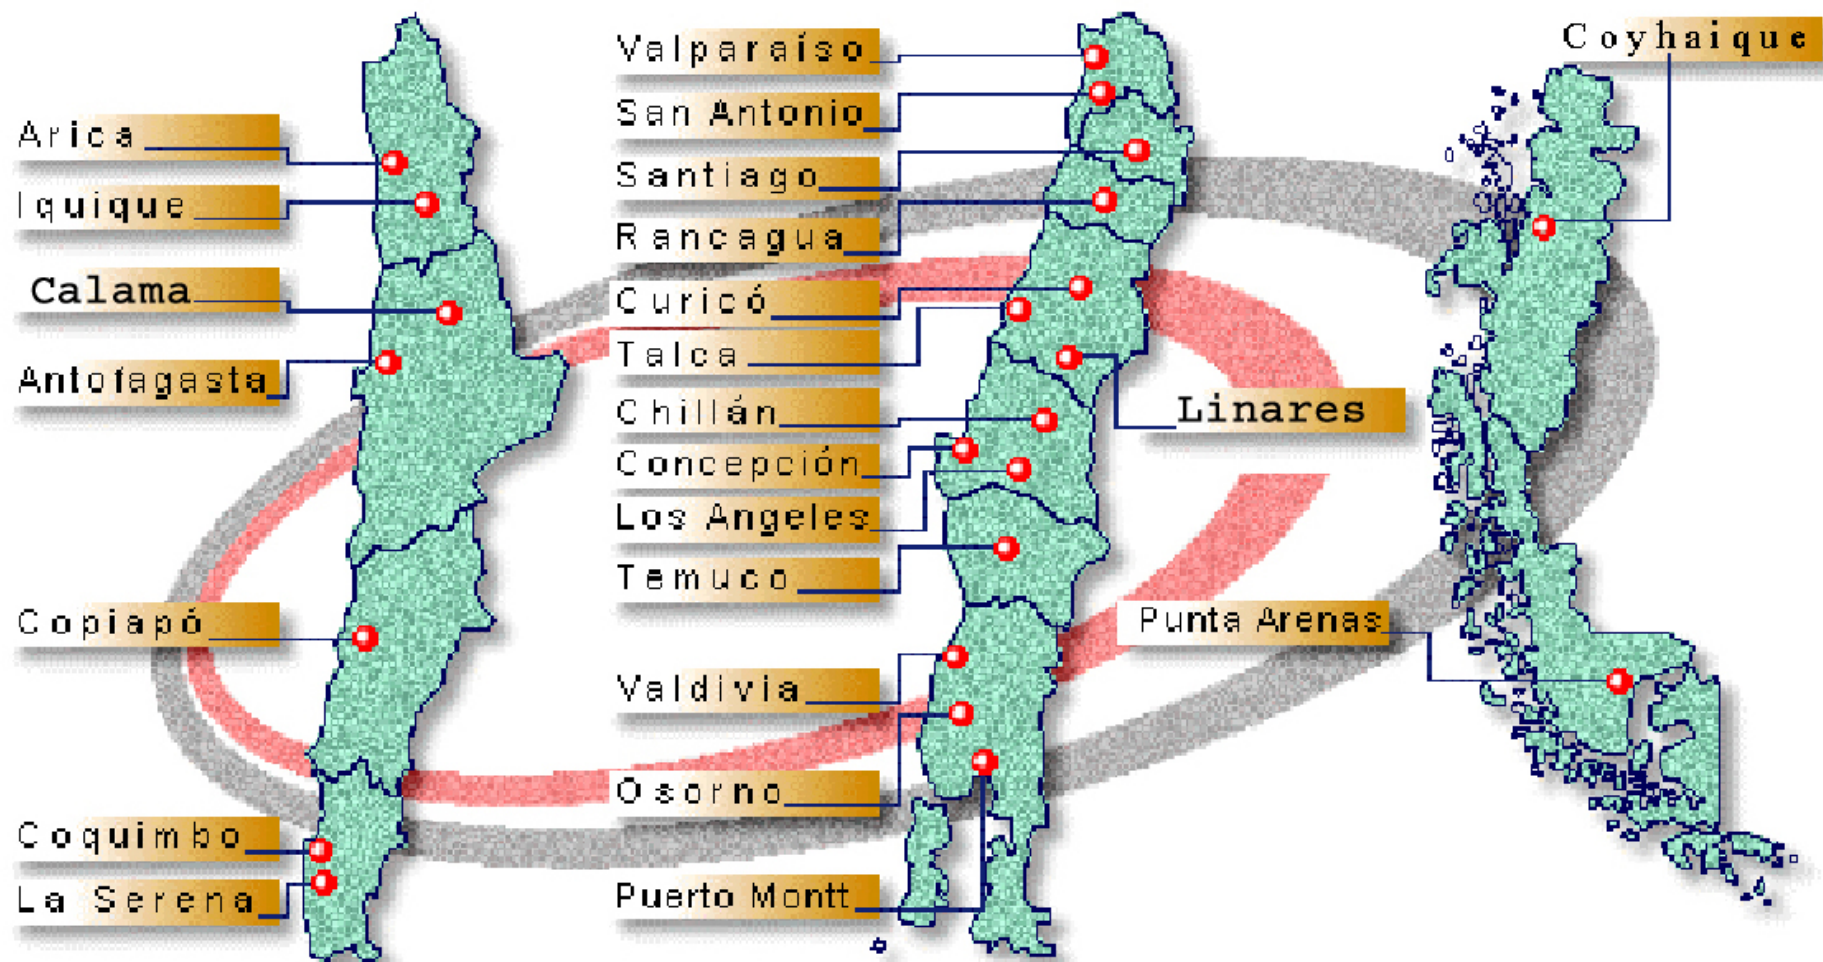 Arica
Iquique
Calama
Antofagasta
Copiapó
Coquimbo
La Serena
Valparaíso
San Antonio
Santiago
Rancagua
Curicó
Talca
Linares
Chillán
Concepción
Los Angeles
Temuco
Valdivia
Osorno
Puerto Montt
Coyhaique
Punta Arenas